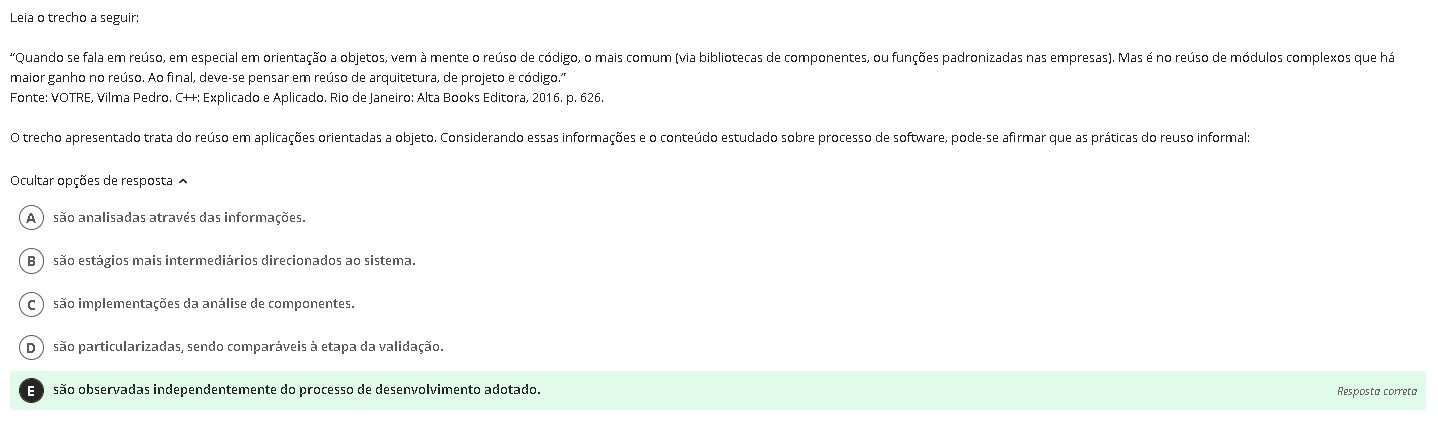 Leia o trecho a seguir:
“Quando se fala em reúso, em especial em orientação a objetos, vem à mente o reúso de código, o mais comum (via bibliotecas de componentes, ou funções padronizadas nas empresas). Mas é no reúso de módulos complexos que há
maior ganho no reúso. Ao final, deve-se pensar em reúso de arquitetura, de projeto e código.”
Fonte: VOTRE, Vilma Pedro. C++: Explicado e Aplicado. Rio de Janeiro: Alta Books Editora, 2016. p. 626.
O trecho apresentado trata do reúso em aplicações orientadas a objeto. Considerando essas informações e o conteúdo estudado sobre processo de software, pode-se afirmar que as práticas do reuso informal:
Ocultar opções de resposta
A são analisadas através das informações.
B são estágios mais intermediários direcionados ao sistema.
C são implementações da análise de componentes.
D são particularizadas, sendo comparáveis à etapa da validação.
E são observadas independentemente do processo de desenvolvimento adotado. Resposta correta